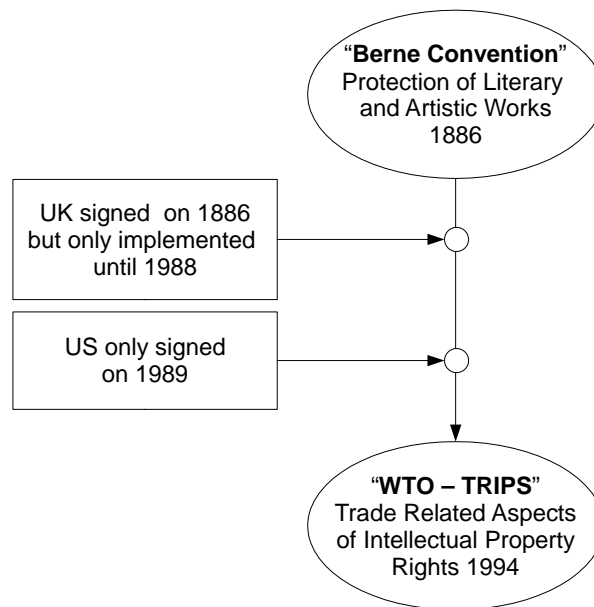 “Berne Convention”
Protection of Literary
and Artistic Works
1886
UK signed on 1886
but only implemented
until 1988
US only signed
on 1989
“WTO – TRIPS”
Trade Related Aspects
of Intellectual Property
Rights 1994